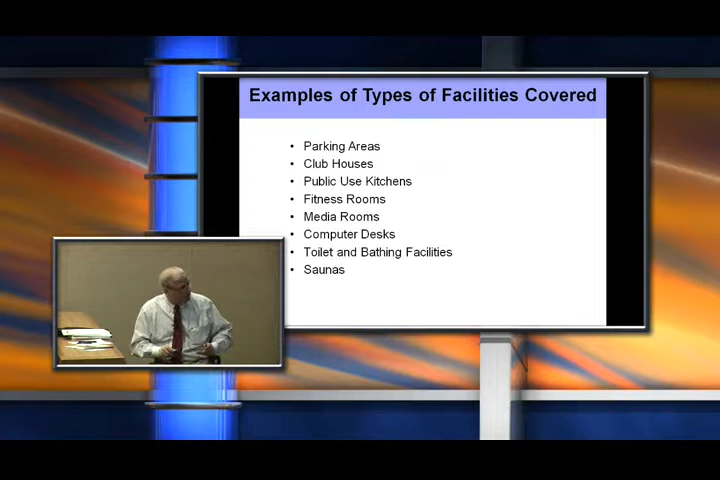 Examples of Types of Facilities Covered
• Parking Areas
• Club Houses
• Public Use Kitchens
• Fitness Rooms
• Media Rooms
• Computer Desks
• Toilet and Bathing Facilities
• Saunas